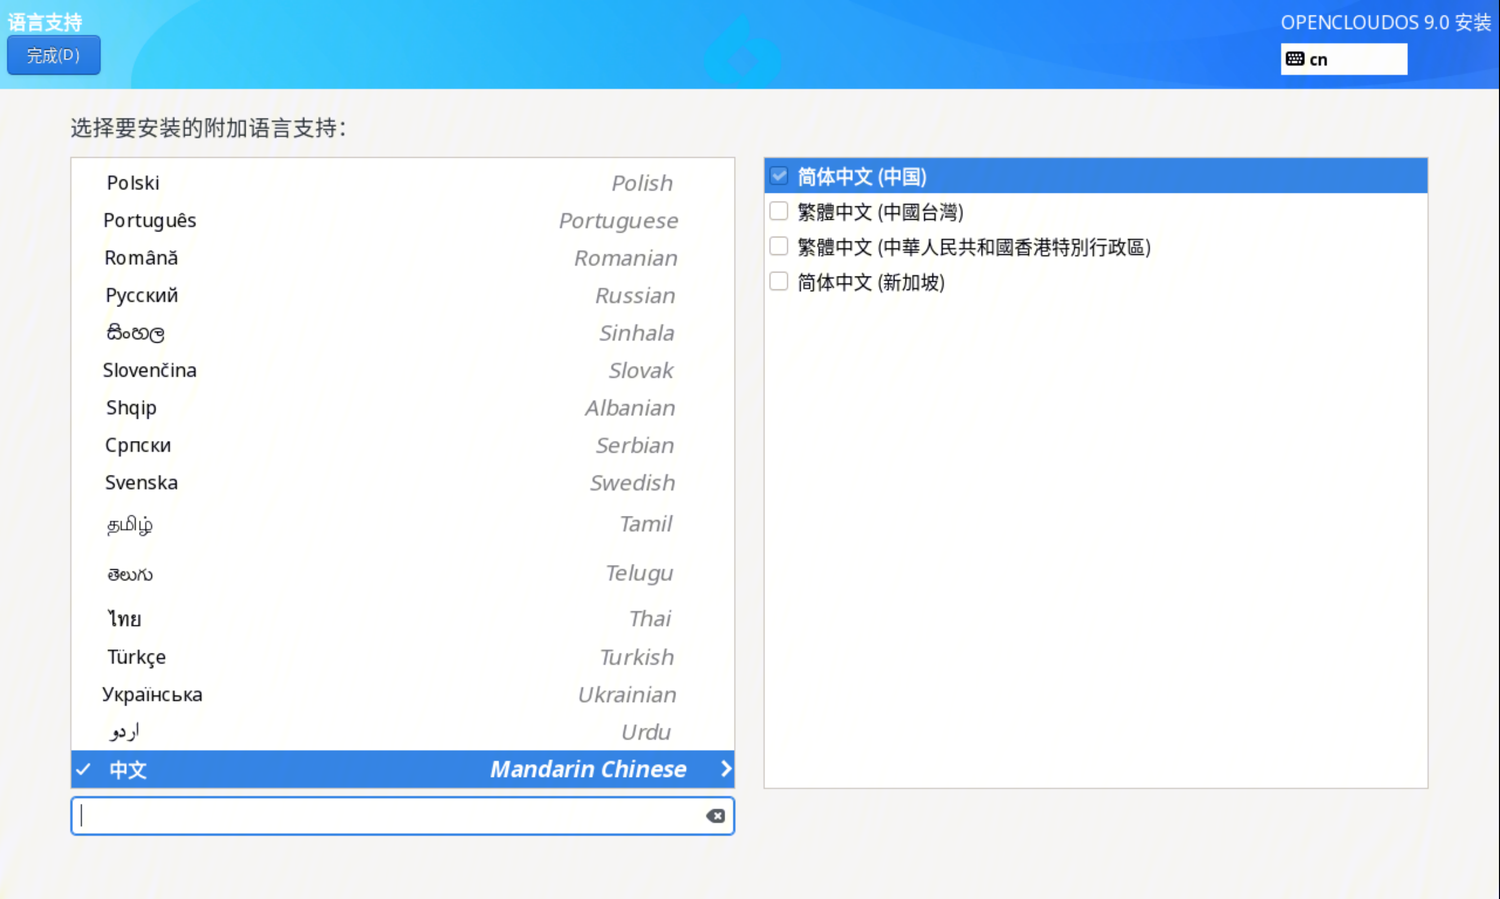 语言支持
OPENCLOUDOS 9.0 安装
完成(D)
cn
选择要安装的附加语言支持：
Polski Polish
Português Portuguese
Română Romanian
Русский Russian
සිංහල Sinhala
Slovenčina Slovak
Shqip Albanian
Српски Serbian
Svenska Swedish
தமிழ் Tamil
తెలుగు Telugu
ไทย Thai
Türkçe Turkish
Українська Ukrainian
اردو Urdu
中文 Mandarin Chinese
简体中文 (中国)
繁體中文 (中國台灣)
繁體中文 (中華人民共和國香港特別行政區)
简体中文 (新加坡)